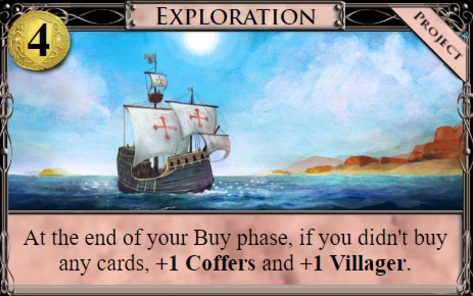 EXPLORATION
PROJECT
4
At the end of your Buy phase, if you didn't buy
any cards, +1 Coffers and +1 Villager.